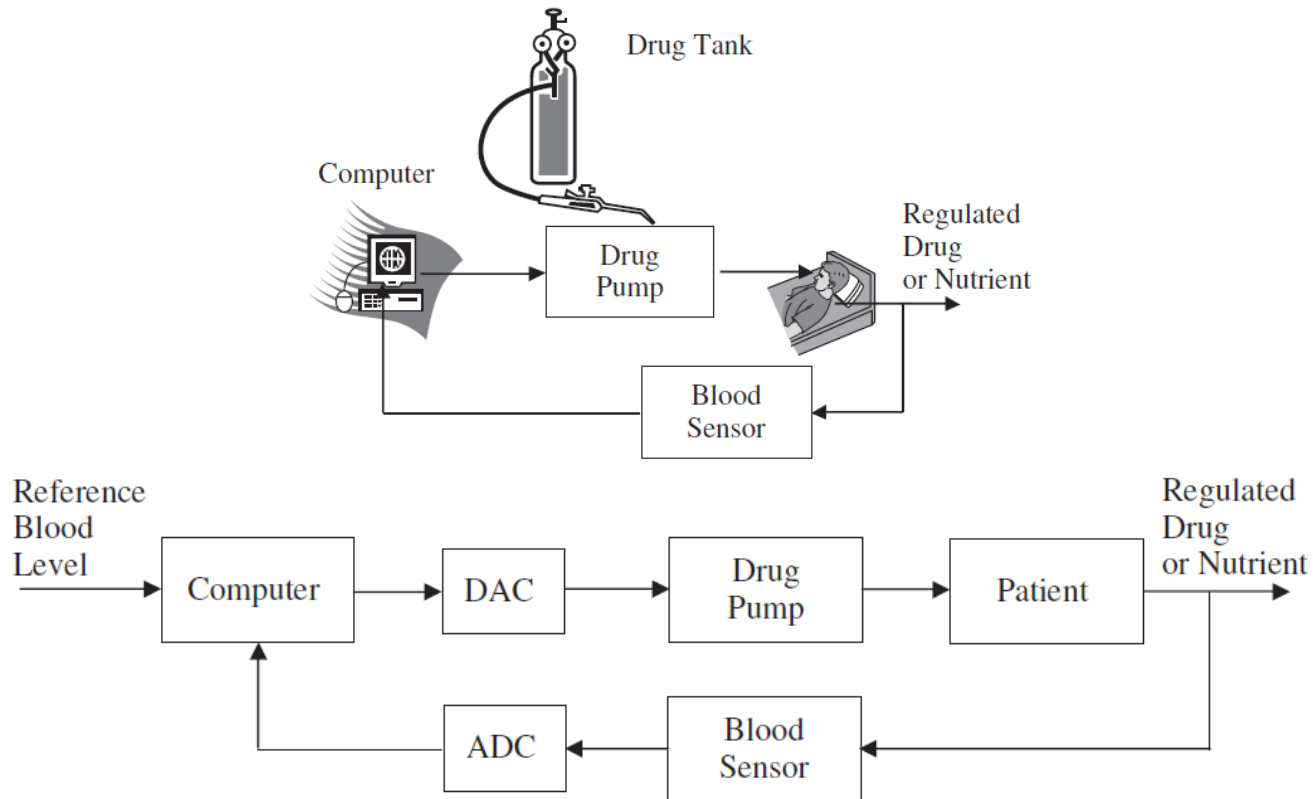 Drug Tank
Computer
Drug
Pump
Regulated
Drug
or Nutrient
Blood
Sensor
Reference
Blood
Level
Computer
DAC
Drug
Pump
Patient
Regulated
Drug
or Nutrient
ADC
Blood
Sensor